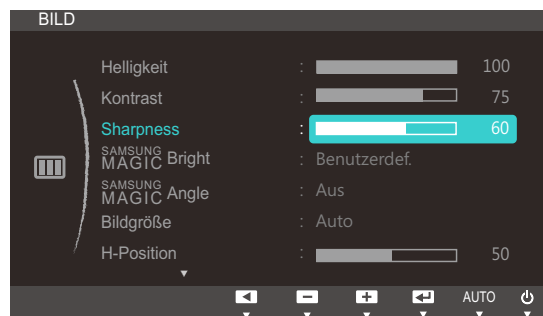 BILD
Helligkeit : 100
Kontrast : 75
Sharpness : 60
SAMSUNG MAGIC Bright : Benutzerdef.
SAMSUNG MAGIC Angle : Aus
Bildgröße : Auto
H-Position : 50
AUTO